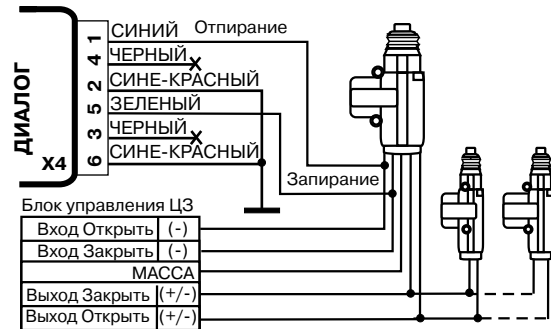 ДИАЛОГ
X4
1 СИНИЙ Отпирание
4 ЧЕРНЫЙ
2 СИНЕ-КРАСНЫЙ
5 ЗЕЛЕНЫЙ
3 ЧЕРНЫЙ
6 СИНЕ-КРАСНЫЙ
Запирание
Блок управления ЦЗ
Вход Открыть (-)
Вход Закрыть (-)
МАССА
Выход Закрыть (+/-)
Выход Открыть (+/-)